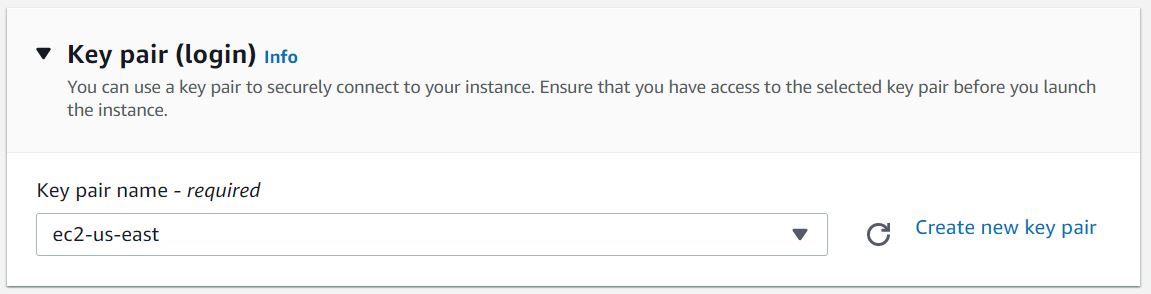 Key pair (login) Info
You can use a key pair to securely connect to your instance. Ensure that you have access to the selected key pair before you launch
the instance.
Key pair name - required
ec2-us-east
Create new key pair